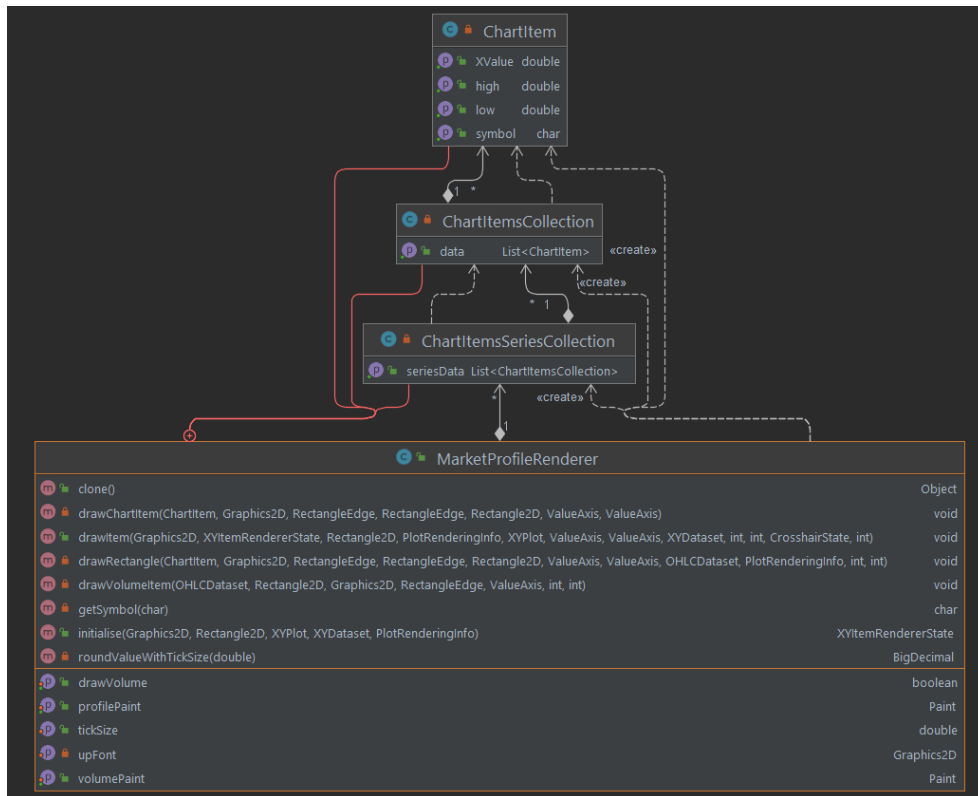 ChartItem
XValue double
high double
low double
symbol char
1 *
ChartItemsCollection
data List<ChartItem>
«create»
«create»
* 1
ChartItemsSeriesCollection
seriesData List<ChartItemsCollection>
* «create»
1
MarketProfileRenderer
clone() Object
drawChartItem(ChartItem, Graphics2D, RectangleEdge, RectangleEdge, Rectangle2D, ValueAxis, ValueAxis) void
drawItem(Graphics2D, XYItemRendererState, Rectangle2D, PlotRenderingInfo, XYPlot, ValueAxis, ValueAxis, XYDataset, int, int, CrosshairState, int) void
drawRectangle(ChartItem, Graphics2D, RectangleEdge, RectangleEdge, Rectangle2D, ValueAxis, ValueAxis, OHLCDataset, PlotRenderingInfo, int, int) void
drawVolumeItem(OHLCDataset, Rectangle2D, Graphics2D, RectangleEdge, ValueAxis, int, int) void
getSymbol(char) char
initialise(Graphics2D, Rectangle2D, XYPlot, XYDataset, PlotRenderingInfo) XYItemRendererState
roundValueWithTickSize(double) BigDecimal
drawVolume boolean
profilePaint Paint
tickSize double
upFont Graphics2D
volumePaint Paint